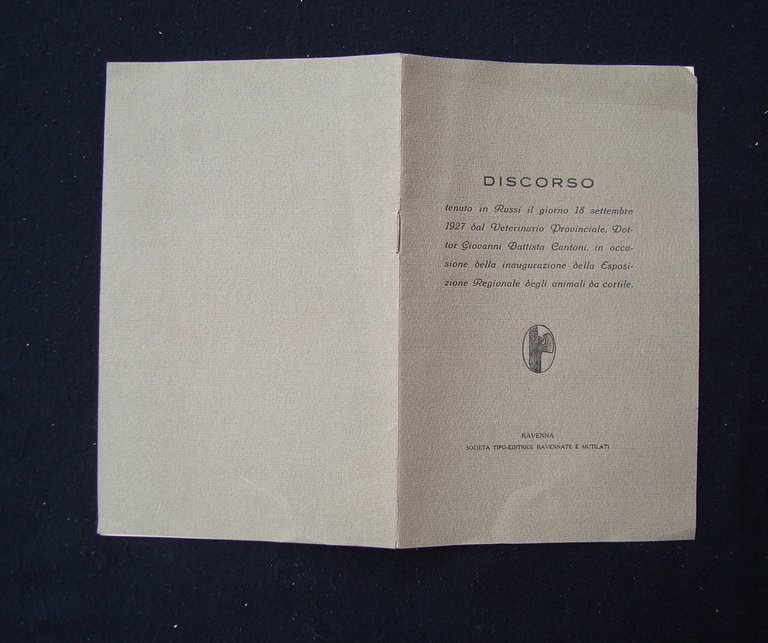 DISCORSO
tenuto in Russi il giorno 18 settembre
1927 dal Veterinario Provinciale, Dot-
tor Giovanni Battista Cantoni, in occa-
sione della inaugurazione della Esposi-
zione Regionale degli animali da cortile.
RAVENNA
SOCIETÀ TIPO-EDITRICE RAVENNATE E MUTILATI